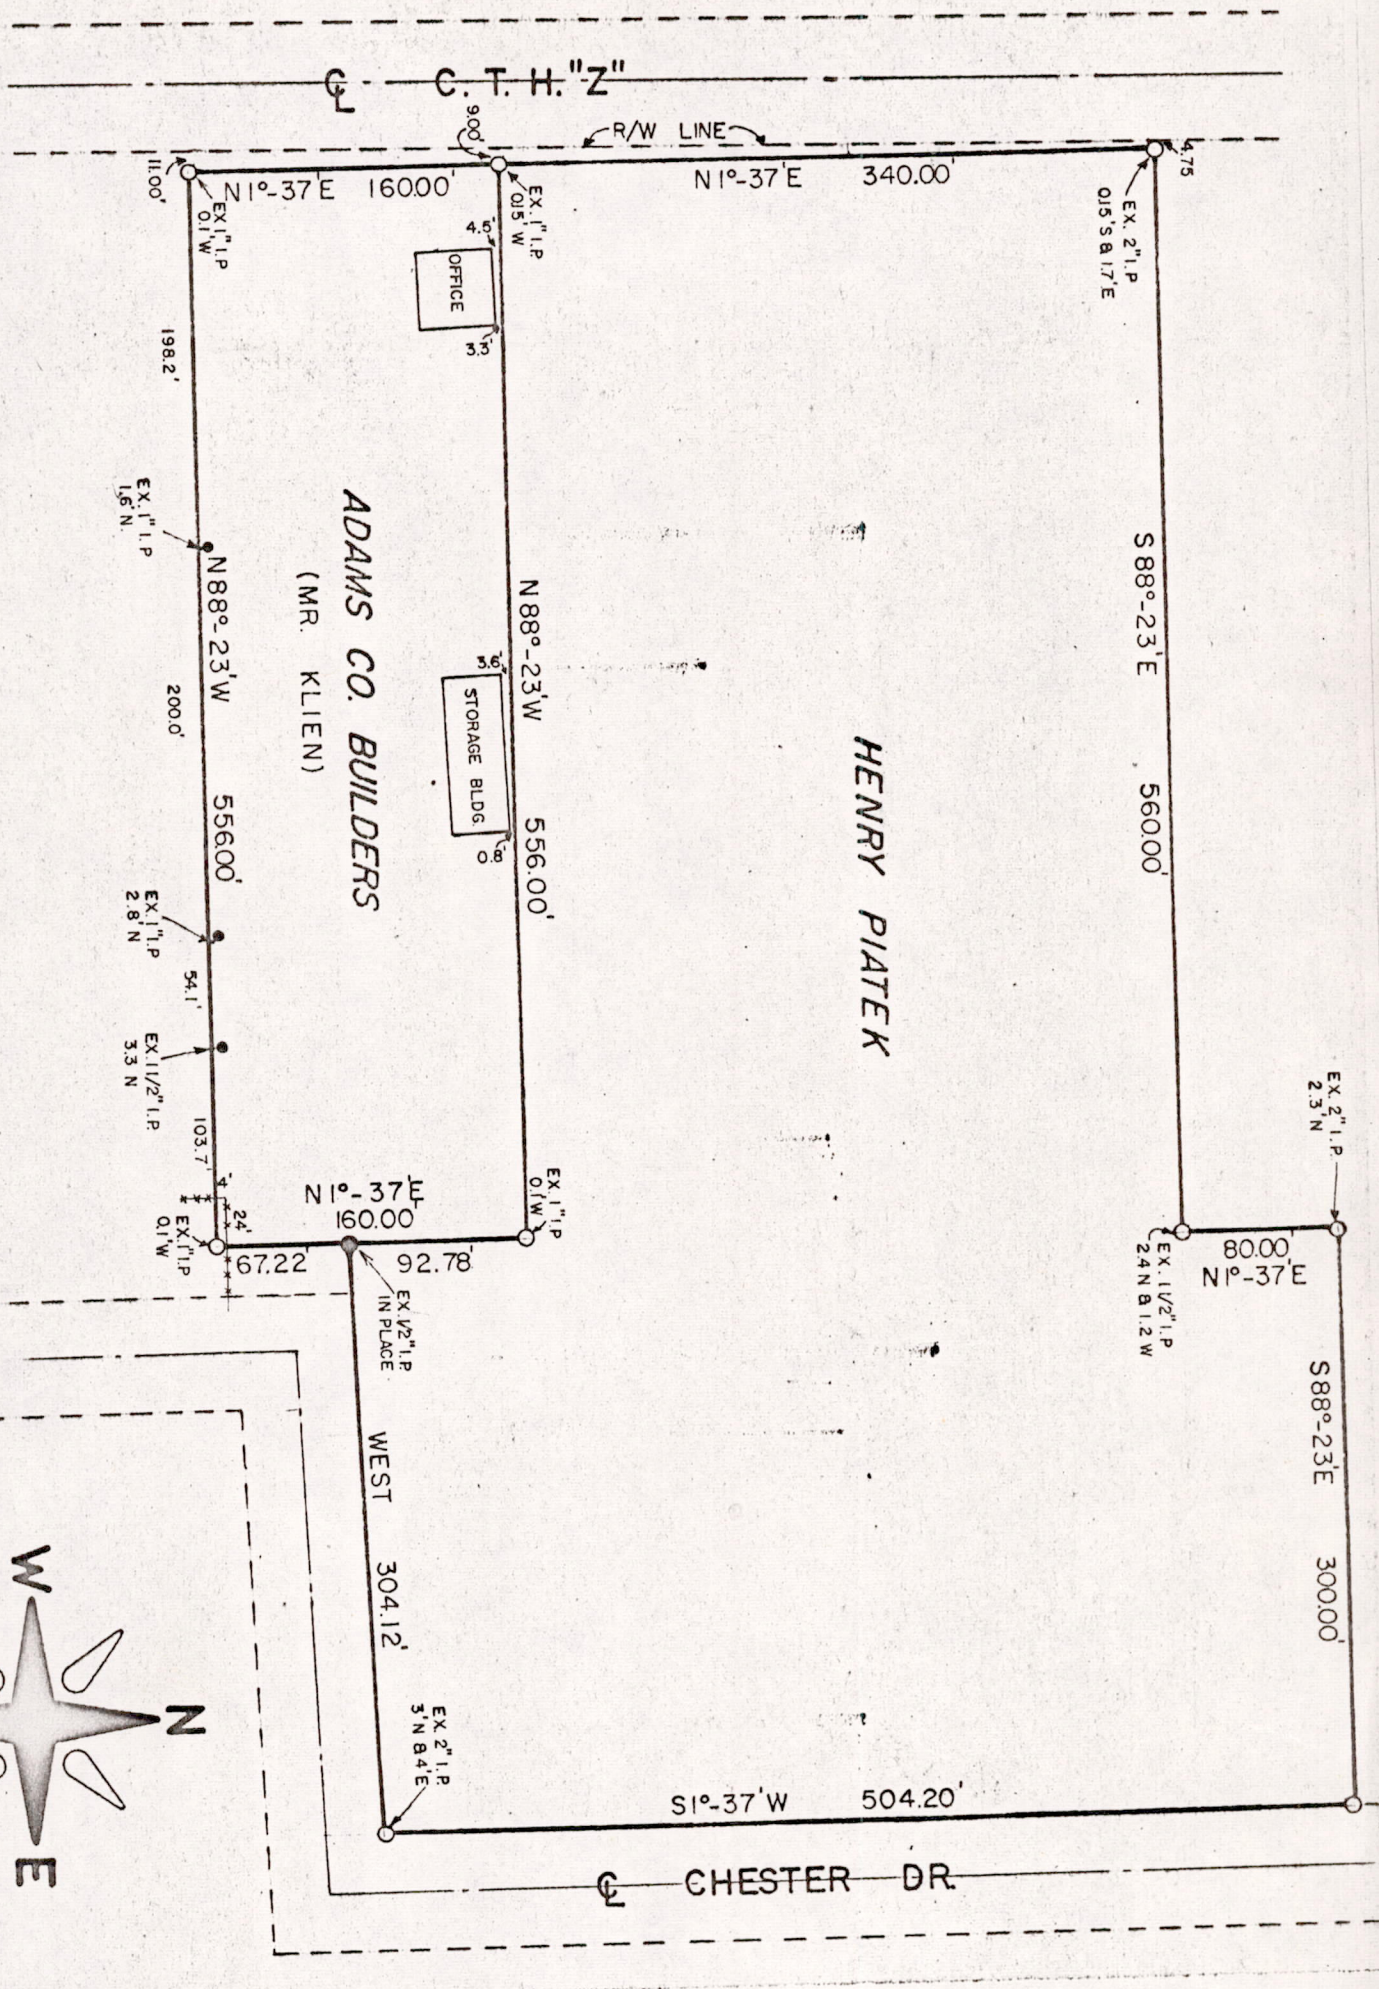 ℄ C. T. H. "Z"
R/W LINE
11.00'
9.00'
4.75
N1°-37'E 160.00'
N1°-37'E 340.00'
EX. 1" I.P
0.1' W
EX. 1" I.P
0.15' W
EX. 2" I.P
0.15'S & 1.7'E
4.5'
OFFICE
3.3'
198.2'
EX. 1" I.P
1.6' N.
N88°-23'W 556.00'
200.0'
ADAMS CO. BUILDERS
(MR. KLIEN)
N88°-23'W 556.00'
3.6'
STORAGE BLDG.
0.8'
HENRY PIATEK
S88°-23'E 560.00'
EX. 1" I.P
2.8' N
54.1'
EX. 1 1/2" I.P.
3.3 N
103.7'
4'
24'
EX. 1" I.P
0.1' W
N1°-37'E
160.00
67.22' 92.78'
EX. 1" I.P
0.1'W
EX. 1/2" I.P.
IN PLACE
EX. 2" I.P.
2.3' N
EX. 1 1/2" I.P
2.4 N & 1.2 W
80.00'
N1°-37'E
S88°-23'E 300.00'
WEST 304.12'
EX. 2" I.P.
3' N & 4' E
S1°-37'W 504.20'
℄ CHESTER DR.
W
N
E